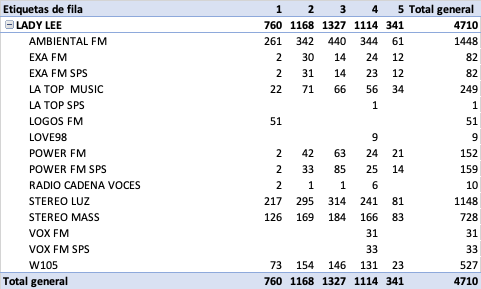 Etiquetas de fila 1 2 3 4 5 Total general
LADY LEE 760 1168 1327 1114 341 4710
AMBIENTAL FM 261 342 440 344 61 1448
EXA FM 2 30 14 24 12 82
EXA FM SPS 2 31 14 23 12 82
LA TOP MUSIC 22 71 66 56 34 249
LA TOP SPS 1 1
LOGOS FM 51 51
LOVE98 9 9
POWER FM 2 42 63 24 21 152
POWER FM SPS 2 33 85 25 14 159
RADIO CADENA VOCES 2 1 1 6 10
STEREO LUZ 217 295 314 241 81 1148
STEREO MASS 126 169 184 166 83 728
VOX FM 31 31
VOX FM SPS 33 33
W105 73 154 146 131 23 527
Total general 760 1168 1327 1114 341 4710